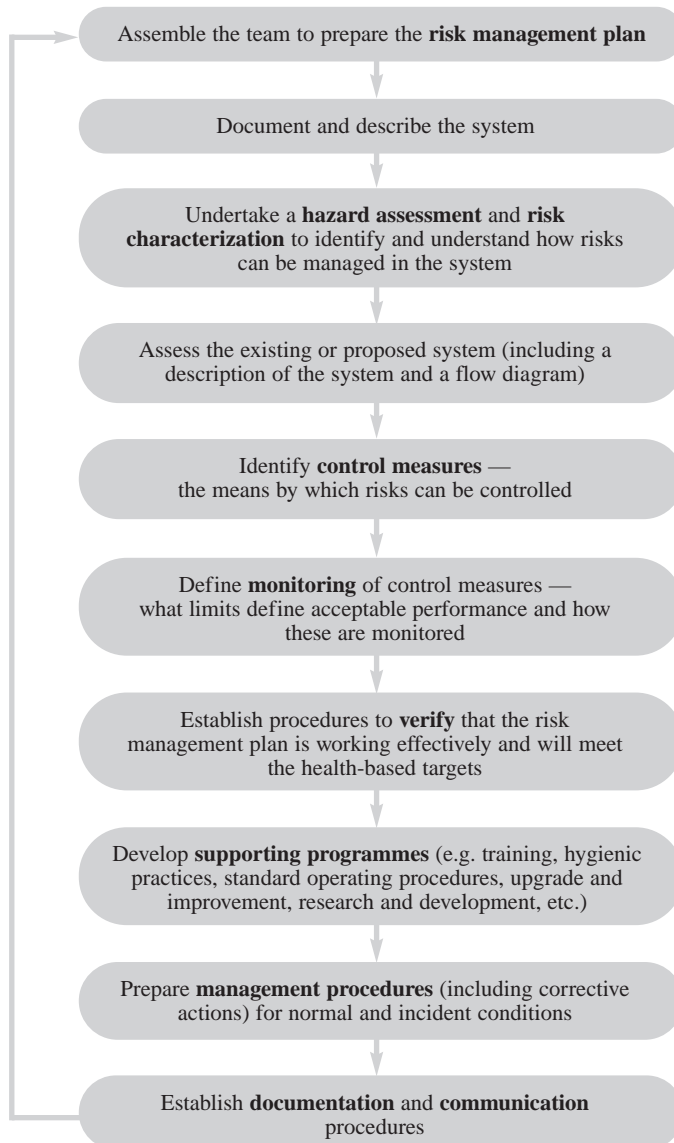 Assemble the team to prepare the risk management plan
Document and describe the system
Undertake a hazard assessment and risk
characterization to identify and understand how risks
can be managed in the system
Assess the existing or proposed system (including a
description of the system and a flow diagram)
Identify control measures —
the means by which risks can be controlled
Define monitoring of control measures —
what limits define acceptable performance and how
these are monitored
Establish procedures to verify that the risk
management plan is working effectively and will meet
the health-based targets
Develop supporting programmes (e.g. training, hygienic
practices, standard operating procedures, upgrade and
improvement, research and development, etc.)
Prepare management procedures (including corrective
actions) for normal and incident conditions
Establish documentation and communication
procedures